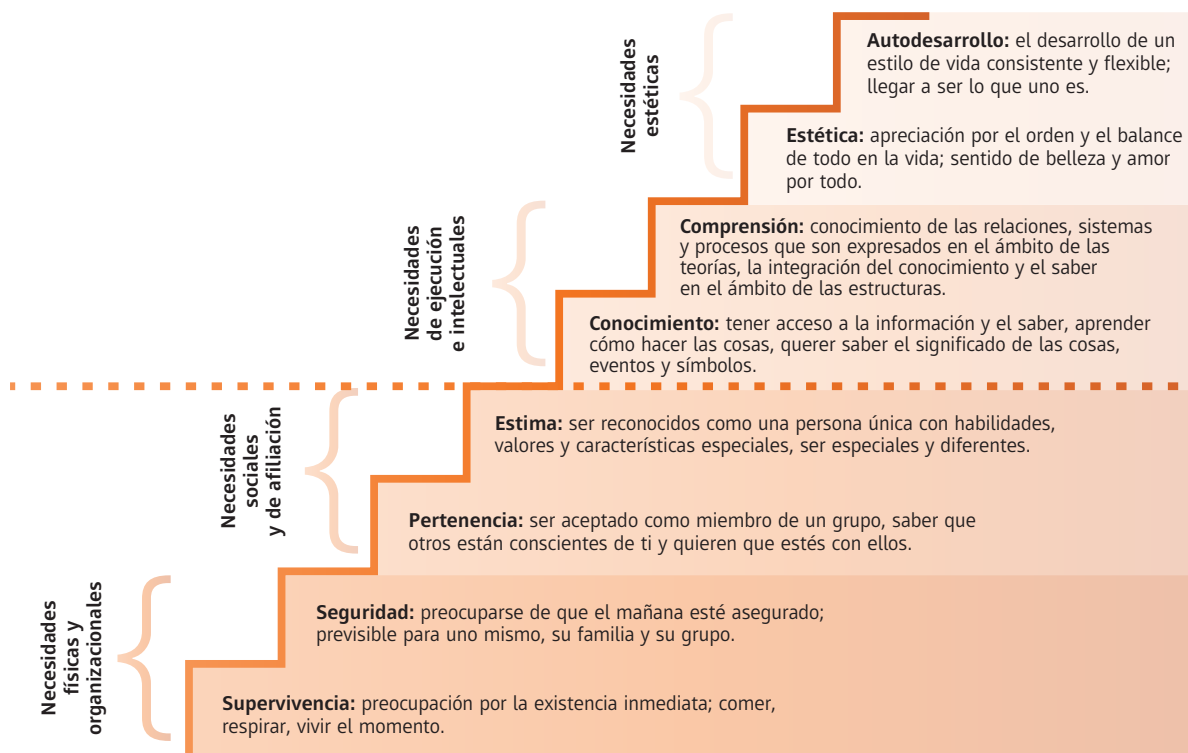 Necesidades
estéticas
Autodesarrollo: el desarrollo de un
estilo de vida consistente y flexible;
llegar a ser lo que uno es.
Estética: apreciación por el orden y el balance
de todo en la vida; sentido de belleza y amor
por todo.
Necesidades
de ejecución
e intelectuales
Comprensión: conocimiento de las relaciones, sistemas
y procesos que son expresados en el ámbito de las
teorías, la integración del conocimiento y el saber
en el ámbito de las estructuras.
Conocimiento: tener acceso a la información y el saber, aprender
cómo hacer las cosas, querer saber el significado de las cosas,
eventos y símbolos.
Necesidades
sociales
y de afiliación
Estima: ser reconocidos como una persona única con habilidades,
valores y características especiales, ser especiales y diferentes.
Pertenencia: ser aceptado como miembro de un grupo, saber que
otros están conscientes de ti y quieren que estés con ellos.
Necesidades
físicas y
organizacionales
Seguridad: preocuparse de que el mañana esté asegurado;
previsible para uno mismo, su familia y su grupo.
Supervivencia: preocupación por la existencia inmediata; comer,
respirar, vivir el momento.